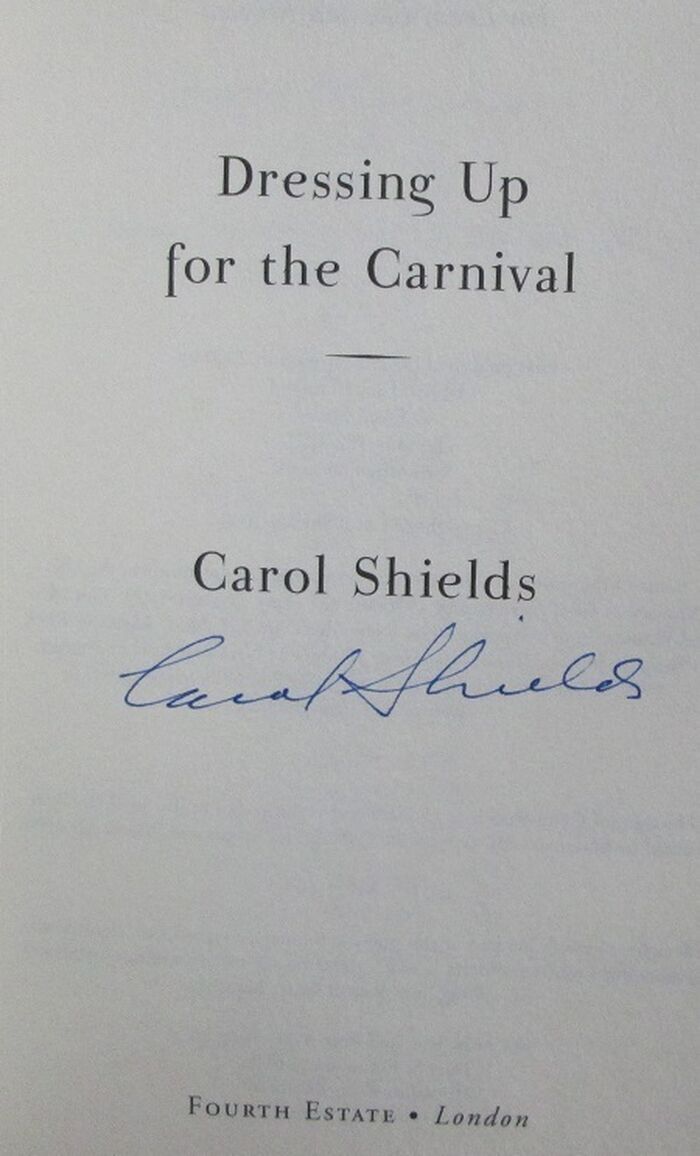 Dressing Up
for the Carnival
Carol Shields
Carol Shields
Fourth Estate • London